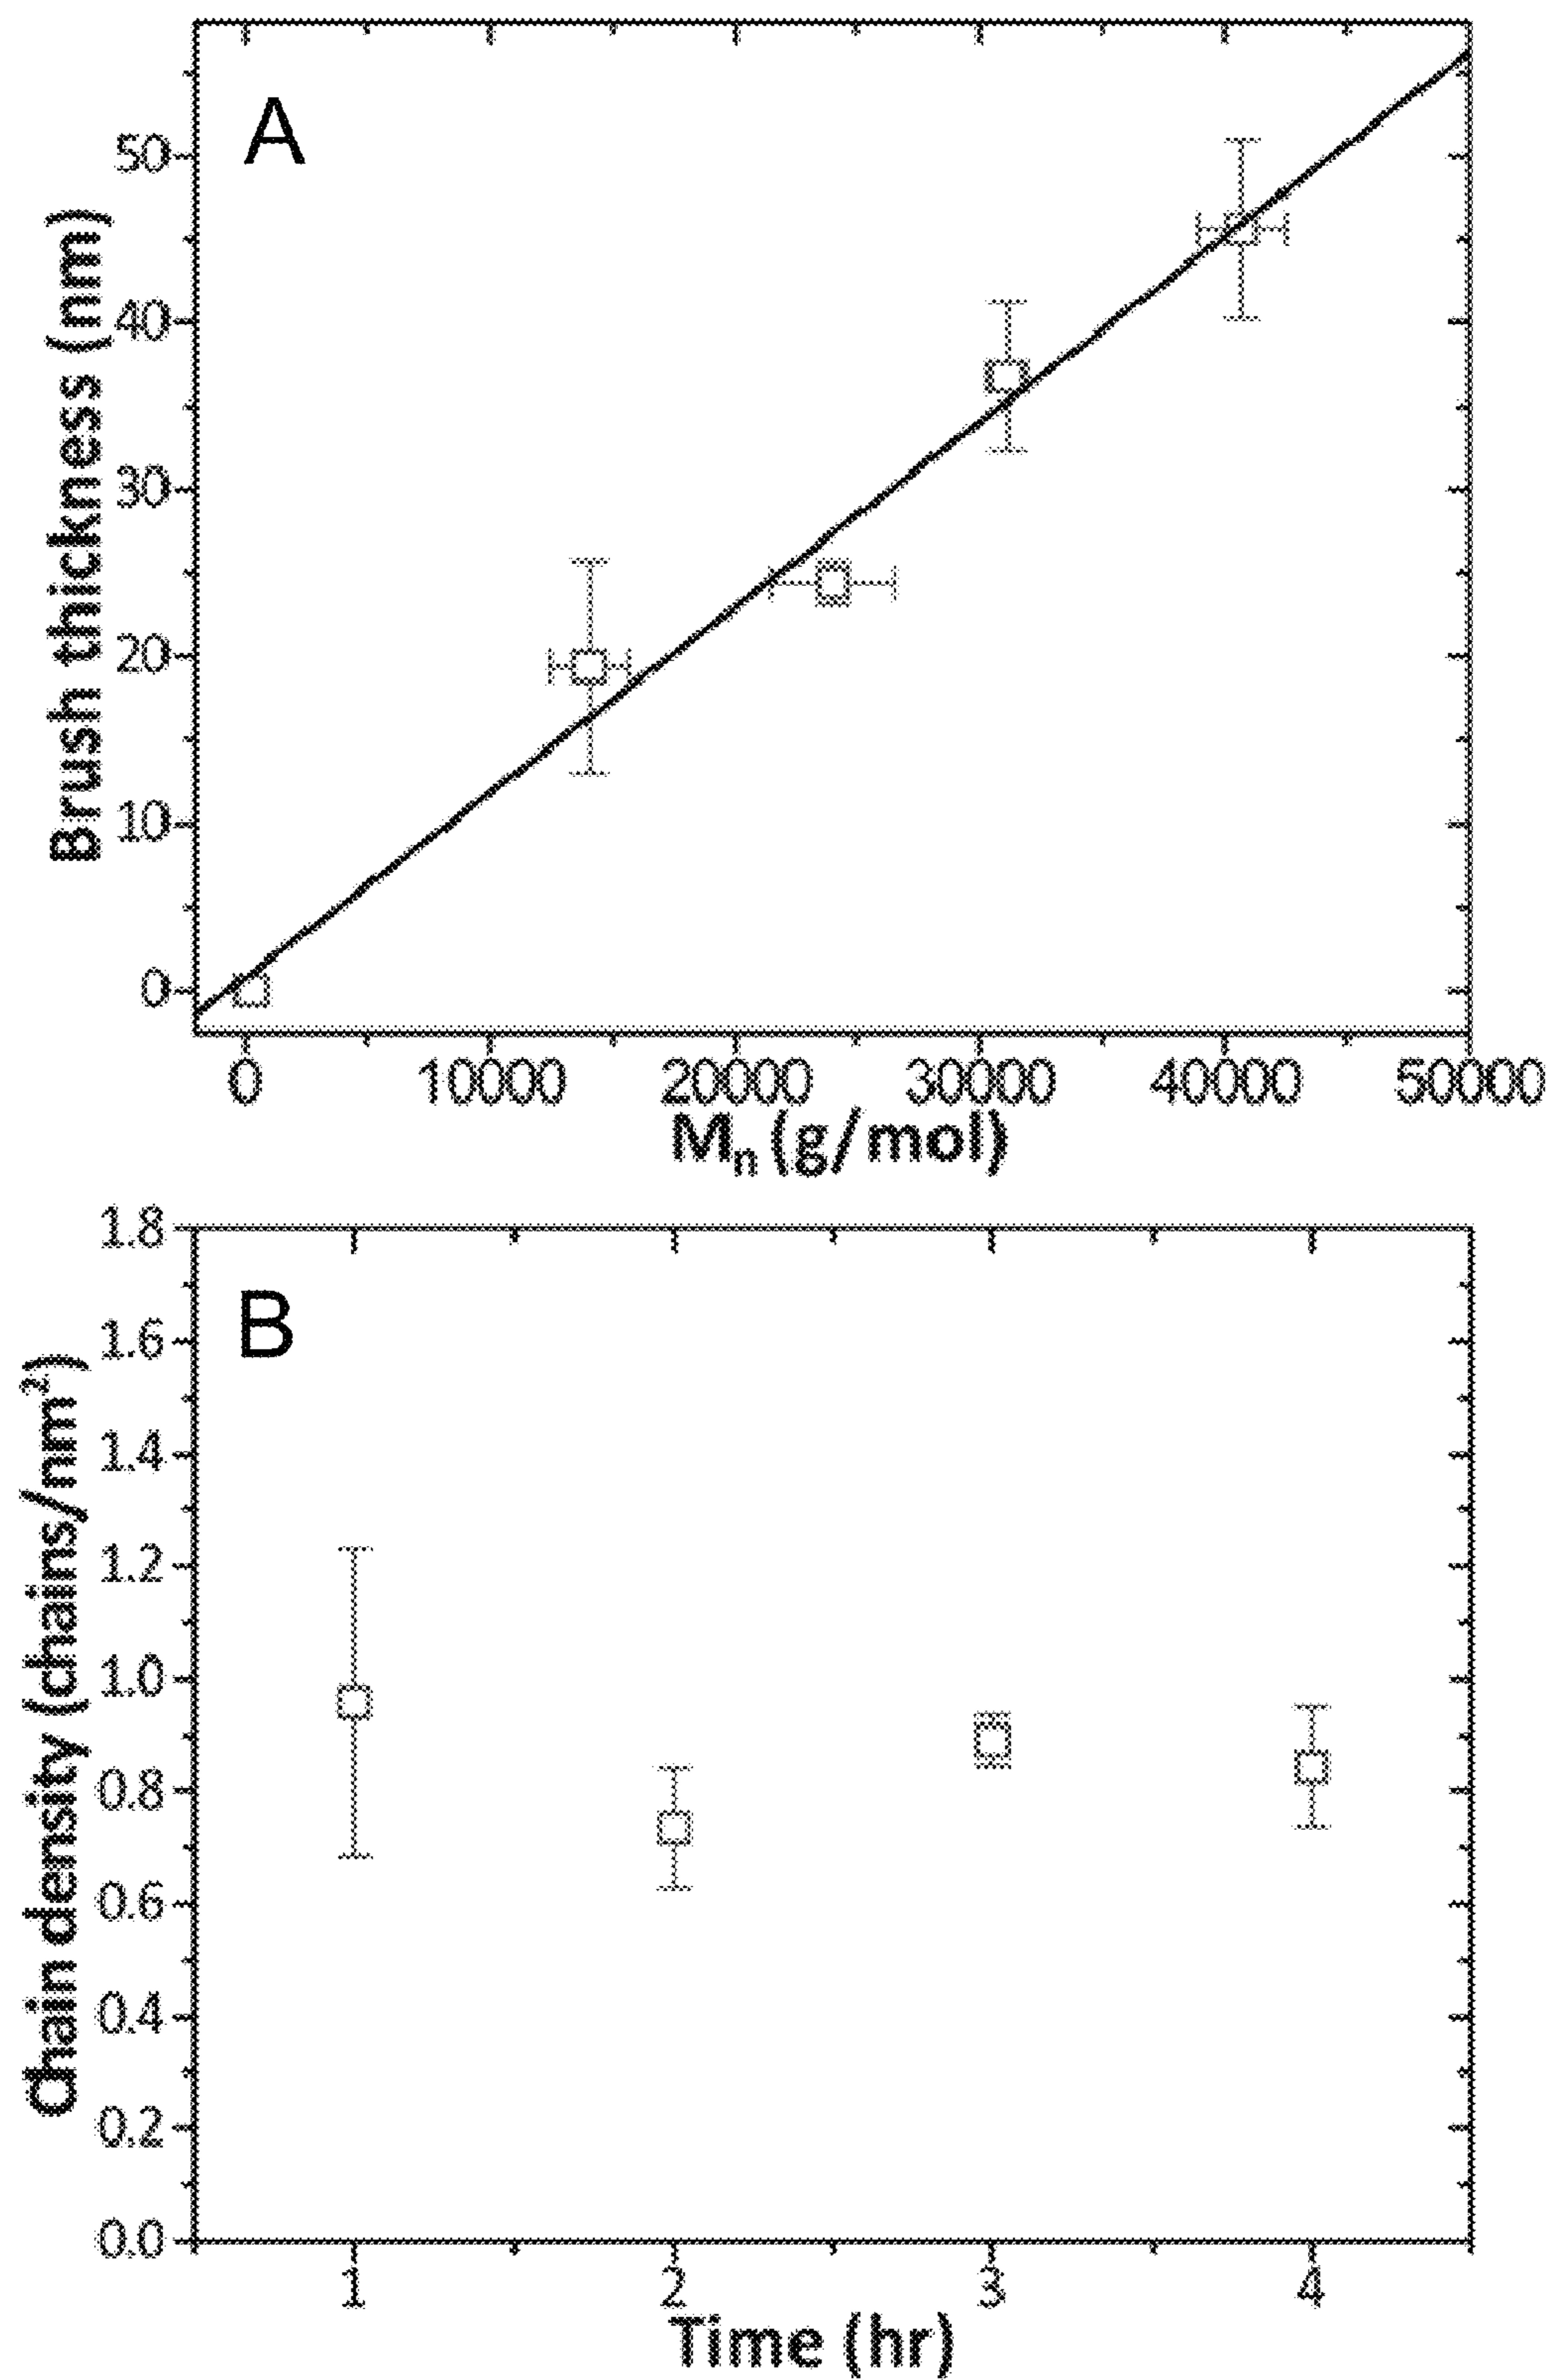 A
Brush thickness (nm)
50
40
30
20
10
0
0 10000 20000 30000 40000 50000
Mₙ (g/mol)
B
Chain density (chains/nm²)
1.8
1.6
1.4
1.2
1.0
0.8
0.6
0.4
0.2
0.0
1 2 3 4
Time (hr)